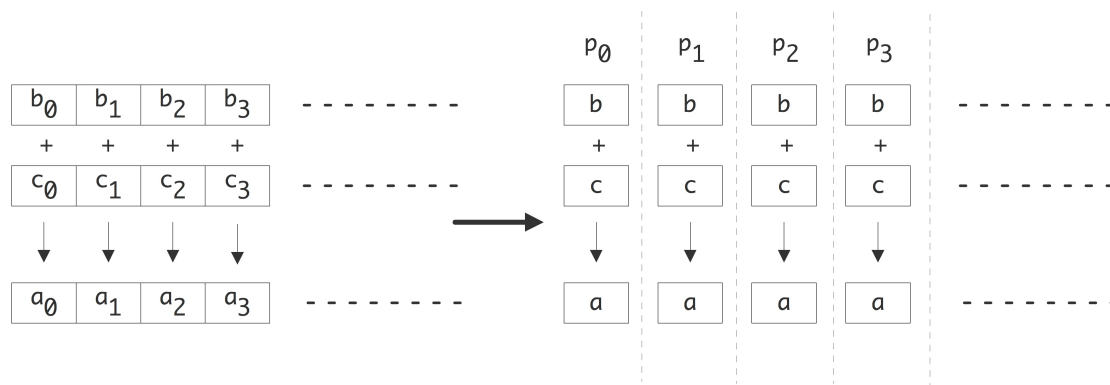 p0 p1 p2 p3
b0 b1 b2 b3 b b b b
+ + + + + + + +
c0 c1 c2 c3 c c c c
a0 a1 a2 a3 a a a a